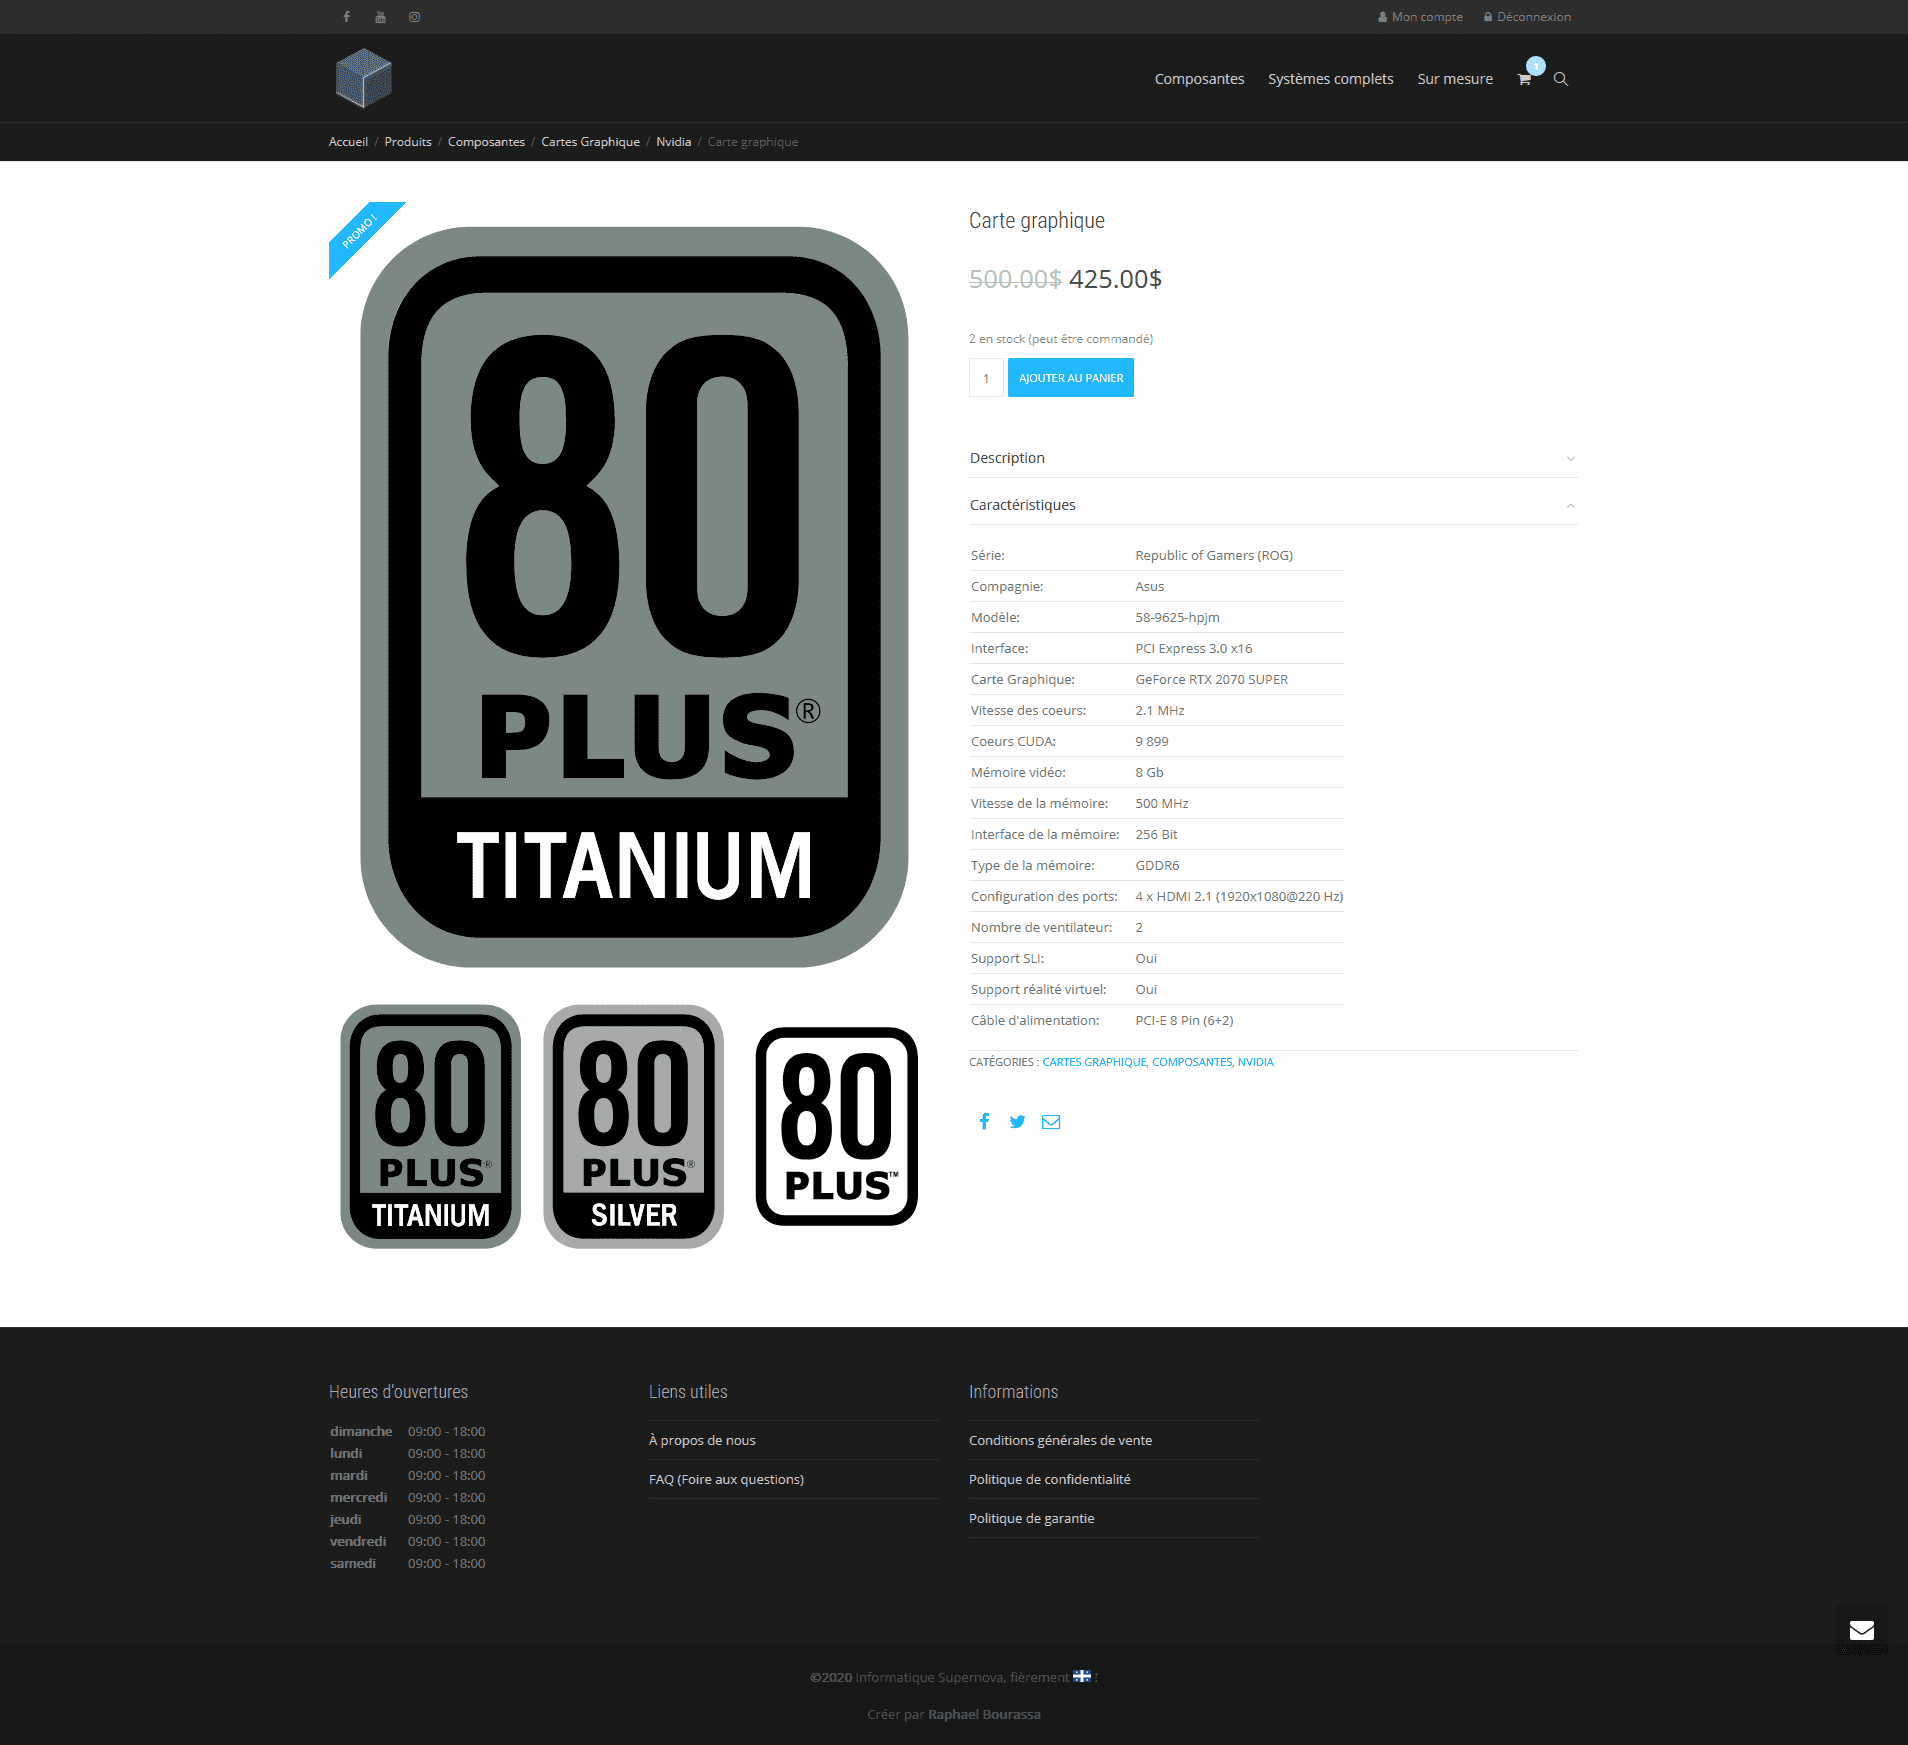 Mon compte Déconnexion
Composantes Systèmes complets Sur mesure 1
Accueil / Produits / Composantes / Cartes Graphique / Nvidia / Carte graphique
PROMO !
80
PLUS®
TITANIUM
80 PLUS® TITANIUM
80 PLUS® SILVER
80 PLUS™
Carte graphique
500.00$ 425.00$
2 en stock (peut être commandé)
1 AJOUTER AU PANIER
Description
Caractéristiques
Série: Republic of Gamers (ROG)
Compagnie: Asus
Modèle: 58-9625-hpjm
Interface: PCI Express 3.0 x16
Carte Graphique: GeForce RTX 2070 SUPER
Vitesse des coeurs: 2.1 MHz
Coeurs CUDA: 9 899
Mémoire vidéo: 8 Gb
Vitesse de la mémoire: 500 MHz
Interface de la mémoire: 256 Bit
Type de la mémoire: GDDR6
Configuration des ports: 4 x HDMI 2.1 (1920x1080@220 Hz)
Nombre de ventilateur: 2
Support SLI: Oui
Support réalité virtuel: Oui
Câble d'alimentation: PCI-E 8 Pin (6+2)
CATÉGORIES : CARTES GRAPHIQUE, COMPOSANTES, NVIDIA
Heures d'ouvertures
dimanche 09:00 - 18:00
lundi 09:00 - 18:00
mardi 09:00 - 18:00
mercredi 09:00 - 18:00
jeudi 09:00 - 18:00
vendredi 09:00 - 18:00
samedi 09:00 - 18:00
Liens utiles
À propos de nous
FAQ (Foire aux questions)
Informations
Conditions générales de vente
Politique de confidentialité
Politique de garantie
©2020 Informatique Supernova, fièrement !
Créer par Raphael Bourassa